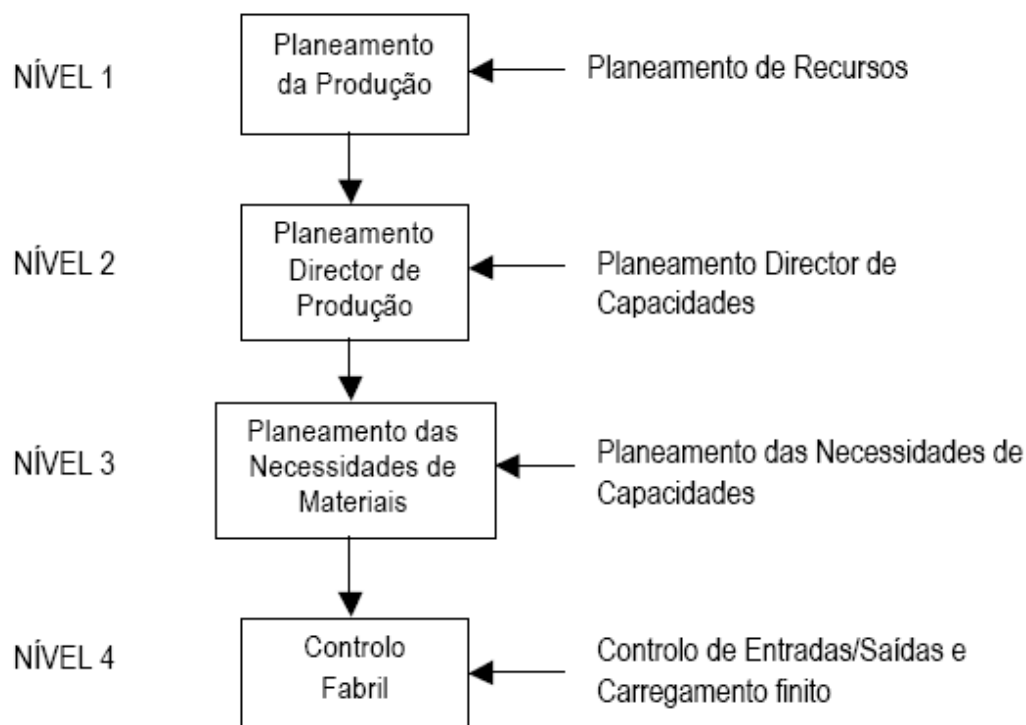 NÍVEL 1
Planeamento
da Produção
Planeamento de Recursos
NÍVEL 2
Planeamento
Director de
Produção
Planeamento Director de
Capacidades
NÍVEL 3
Planeamento das
Necessidades de
Materiais
Planeamento das Necessidades de
Capacidades
NÍVEL 4
Controlo
Fabril
Controlo de Entradas/Saídas e
Carregamento finito